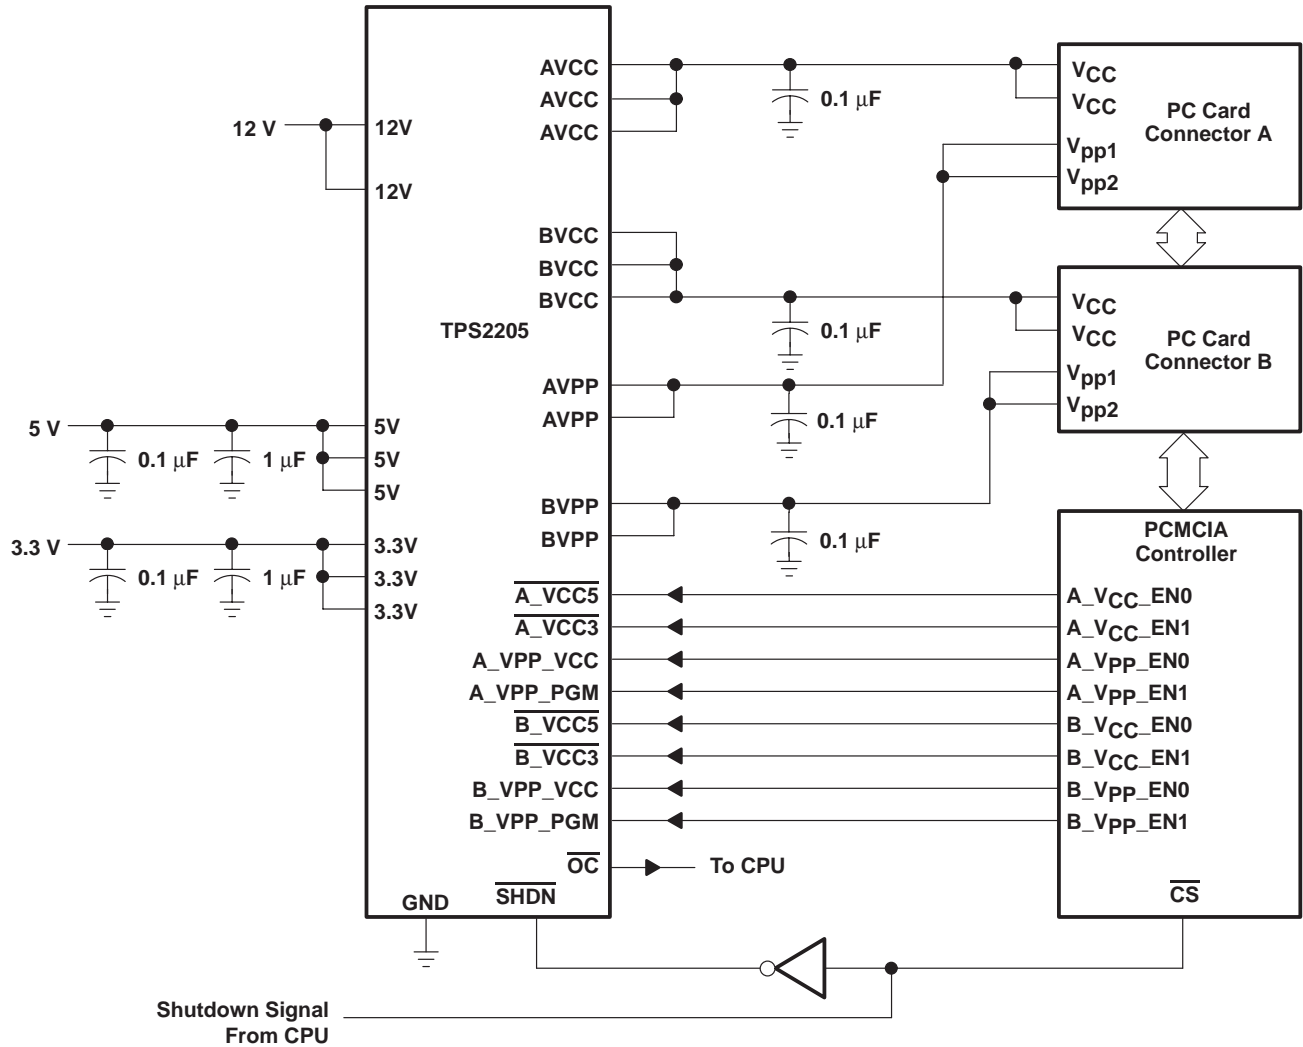 AVCC
AVCC
AVCC
12 V
12V
12V
0.1 μF
VCC
VCC
Vpp1
Vpp2
PC Card
Connector A
BVCC
BVCC
BVCC
TPS2205
0.1 μF
VCC
VCC
Vpp1
Vpp2
PC Card
Connector B
AVPP
AVPP
0.1 μF
5 V
0.1 μF
1 μF
5V
5V
5V
BVPP
BVPP
0.1 μF
3.3 V
0.1 μF
1 μF
3.3V
3.3V
3.3V
PCMCIA
Controller
A_VCC5
A_VCC3
A_VPP_VCC
A_VPP_PGM
B_VCC5
B_VCC3
B_VPP_VCC
B_VPP_PGM
A_VCC_EN0
A_VCC_EN1
A_VPP_EN0
A_VPP_EN1
B_VCC_EN0
B_VCC_EN1
B_VPP_EN0
B_VPP_EN1
OC
To CPU
GND
SHDN
CS
Shutdown Signal
From CPU